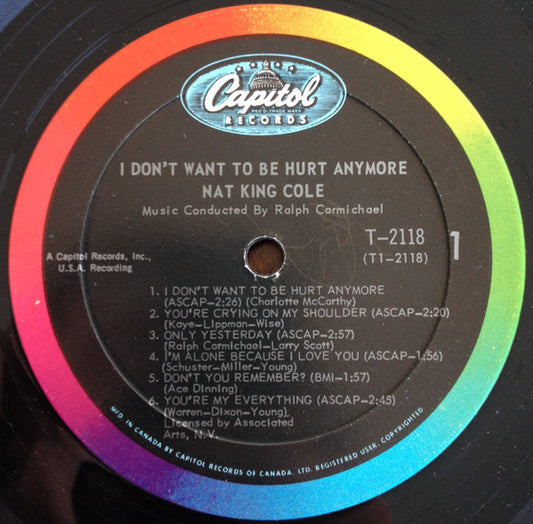 Capitol
REG. U.S. TRADE MARK
RECORDS
I DON'T WANT TO BE HURT ANYMORE
NAT KING COLE
Music Conducted By Ralph Carmichael
T-2118
(T1-2118)
1
A Capitol Records, Inc.,
U.S.A. Recording
1. I DON'T WANT TO BE HURT ANYMORE
(ASCAP-2:26) (Charlotte McCarthy)
2. YOU'RE CRYING ON MY SHOULDER (ASCAP-2:20)
(Kaye-Lippman-Wise)
3. ONLY YESTERDAY (ASCAP-2:57)
(Ralph Carmichael-Larry Scott)
4. I'M ALONE BECAUSE I LOVE YOU (ASCAP-1:56)
(Schuster-Miller-Young)
5. DON'T YOU REMEMBER? (BMI-1:57)
(Ace Dinning)
6. YOU'RE MY EVERYTHING (ASCAP-2:45)
(Warren-Dixon-Young)
Licensed by Associated
Arts, N.V.
MFD. IN CANADA BY CAPITOL RECORDS OF CANADA, LTD. REGISTERED USER. COPYRIGHT.